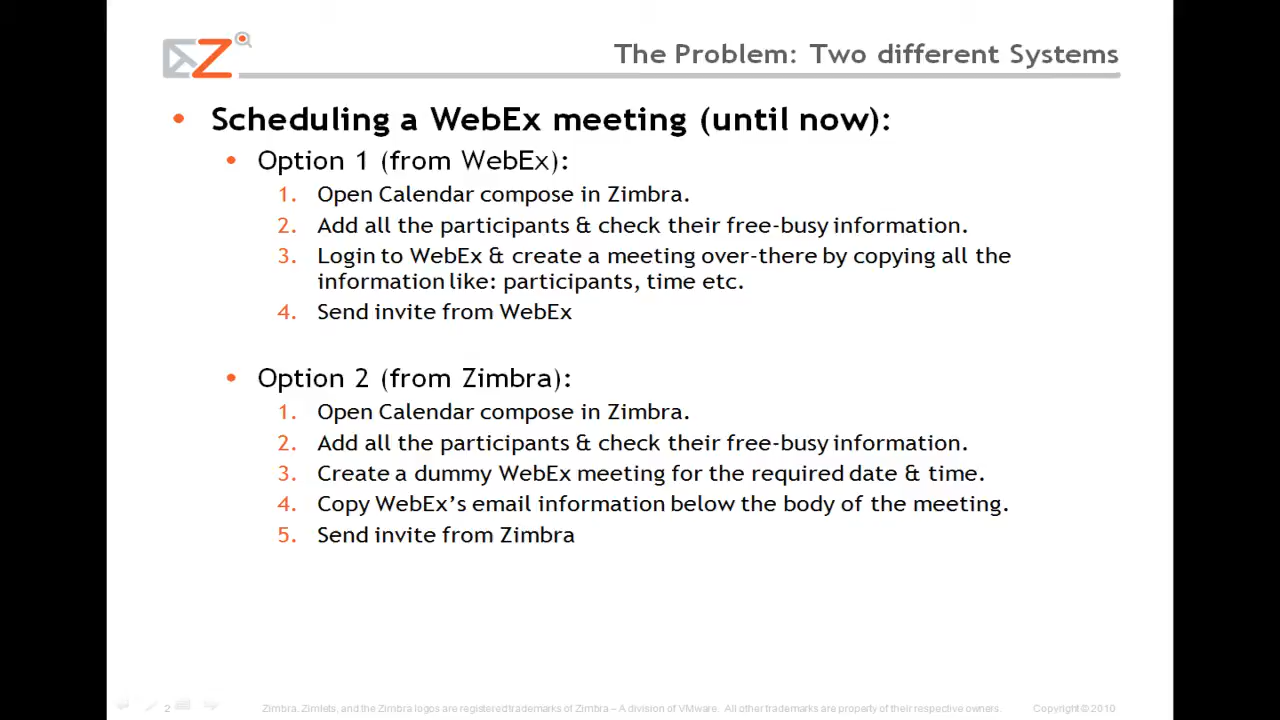 The Problem: Two different Systems
• Scheduling a WebEx meeting (until now):
• Option 1 (from WebEx):
1. Open Calendar compose in Zimbra.
2. Add all the participants & check their free-busy information.
3. Login to WebEx & create a meeting over-there by copying all the
information like: participants, time etc.
4. Send invite from WebEx
• Option 2 (from Zimbra):
1. Open Calendar compose in Zimbra.
2. Add all the participants & check their free-busy information.
3. Create a dummy WebEx meeting for the required date & time.
4. Copy WebEx’s email information below the body of the meeting.
5. Send invite from Zimbra
2 Zimbra, Zimlets, and the Zimbra logos are registered trademarks of Zimbra – A division of VMware. All other trademarks are property of their respective owners. Copyright © 2010